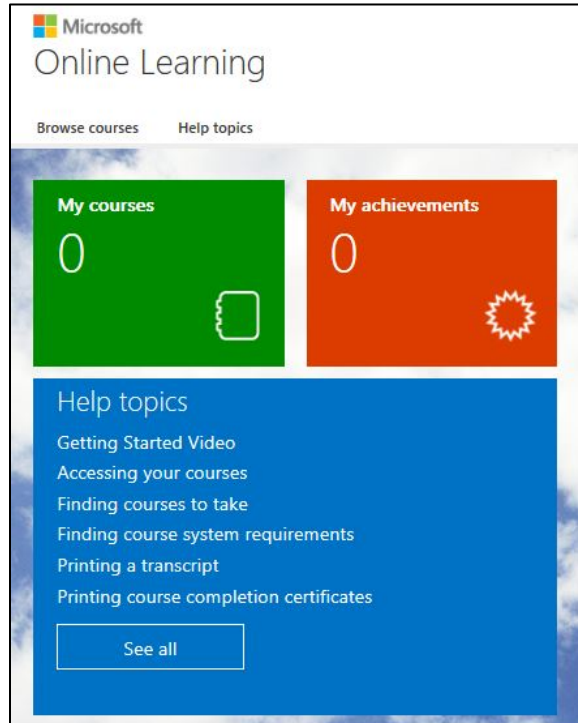 Microsoft
Online Learning
Browse courses Help topics
My courses
0
My achievements
0
Help topics
Getting Started Video
Accessing your courses
Finding courses to take
Finding course system requirements
Printing a transcript
Printing course completion certificates
See all